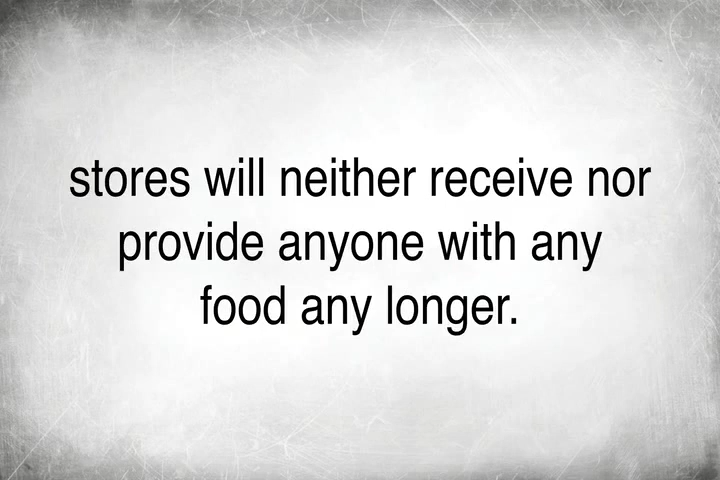 stores will neither receive nor
provide anyone with any
food any longer.